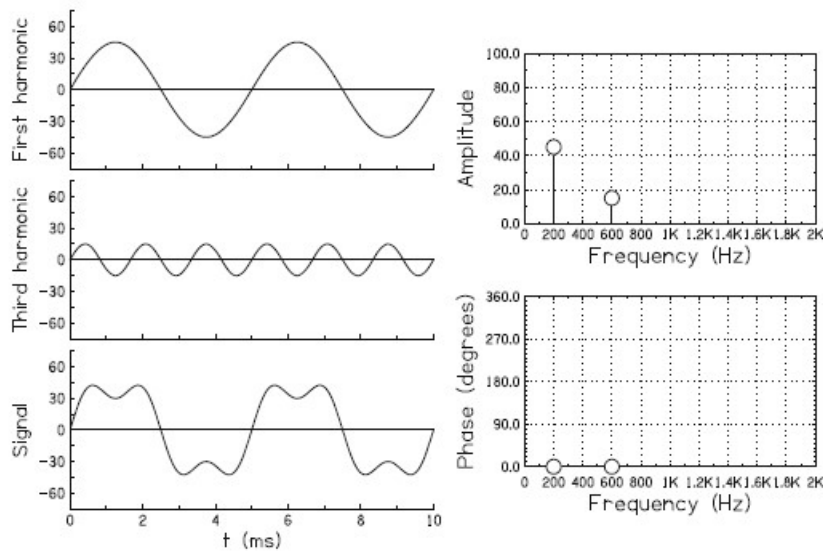 First harmonic
60
30
0
-30
-60
Third harmonic
60
30
0
-30
-60
Signal
60
30
0
-30
-60
0 2 4 6 8 10
t (ms)
Amplitude
100.0
80.0
60.0
40.0
20.0
0.0
0 200 400 600 800 1K 1.2K 1.4K 1.6K 1.8K 2K
Frequency (Hz)
Phase (degrees)
360.0
270.0
180.0
90.0
0.0
0 200 400 600 800 1K 1.2K 1.4K 1.6K 1.8K 2K
Frequency (Hz)